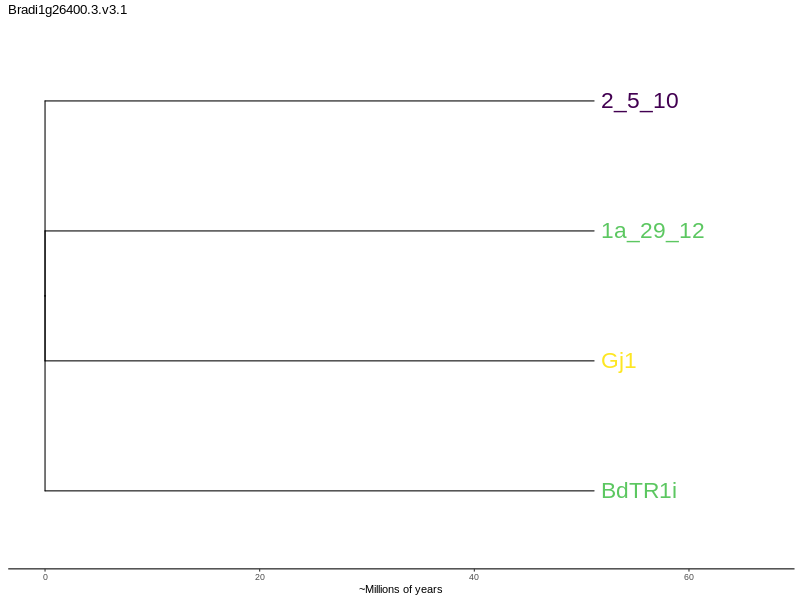 Bradi1g26400.3.v3.1
2_5_10
1a_29_12
Gj1
BdTR1i
0 20 40 60
~Millions of years